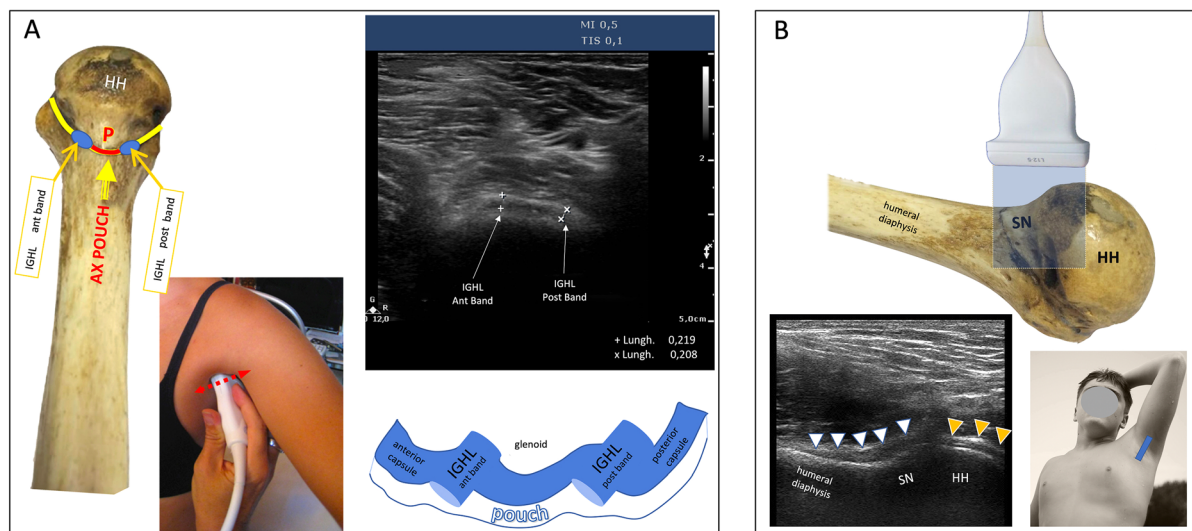 A
HH
P
IGHL ant band
AX POUCH
IGHL post band
MI 0,5
TIS 0,1
2
4
5,0cm
G
R
0 12,0
IGHL
Ant Band
IGHL
Post Band
+ Lungh. 0,219
x Lungh. 0,208
anterior
capsule
IGHL
ant band
glenoid
IGHL
post band
posterior
capsule
pouch
B
humeral
diaphysis
SN
HH
humeral
diaphysis
SN
HH